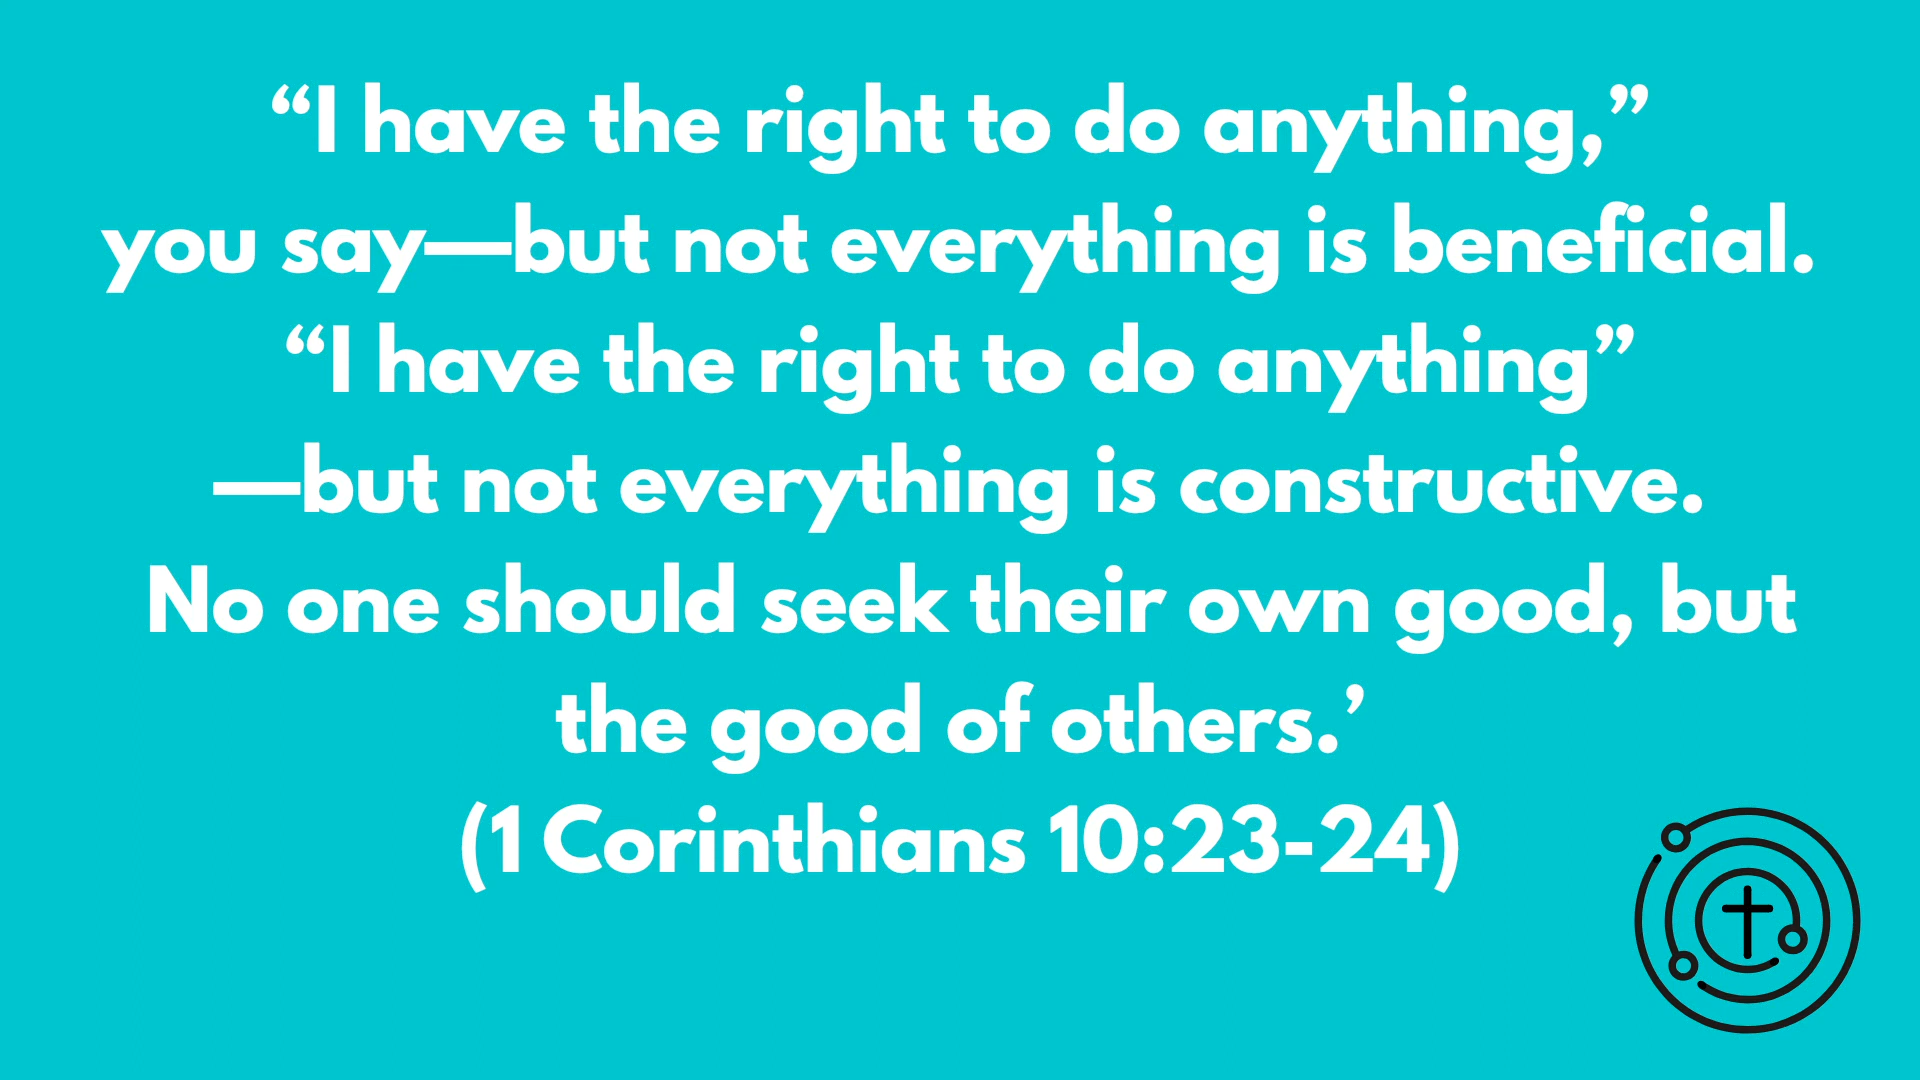 “I have the right to do anything,”
you say—but not everything is beneficial.
“I have the right to do anything”
—but not everything is constructive.
No one should seek their own good, but
the good of others.’
(1 Corinthians 10:23-24)